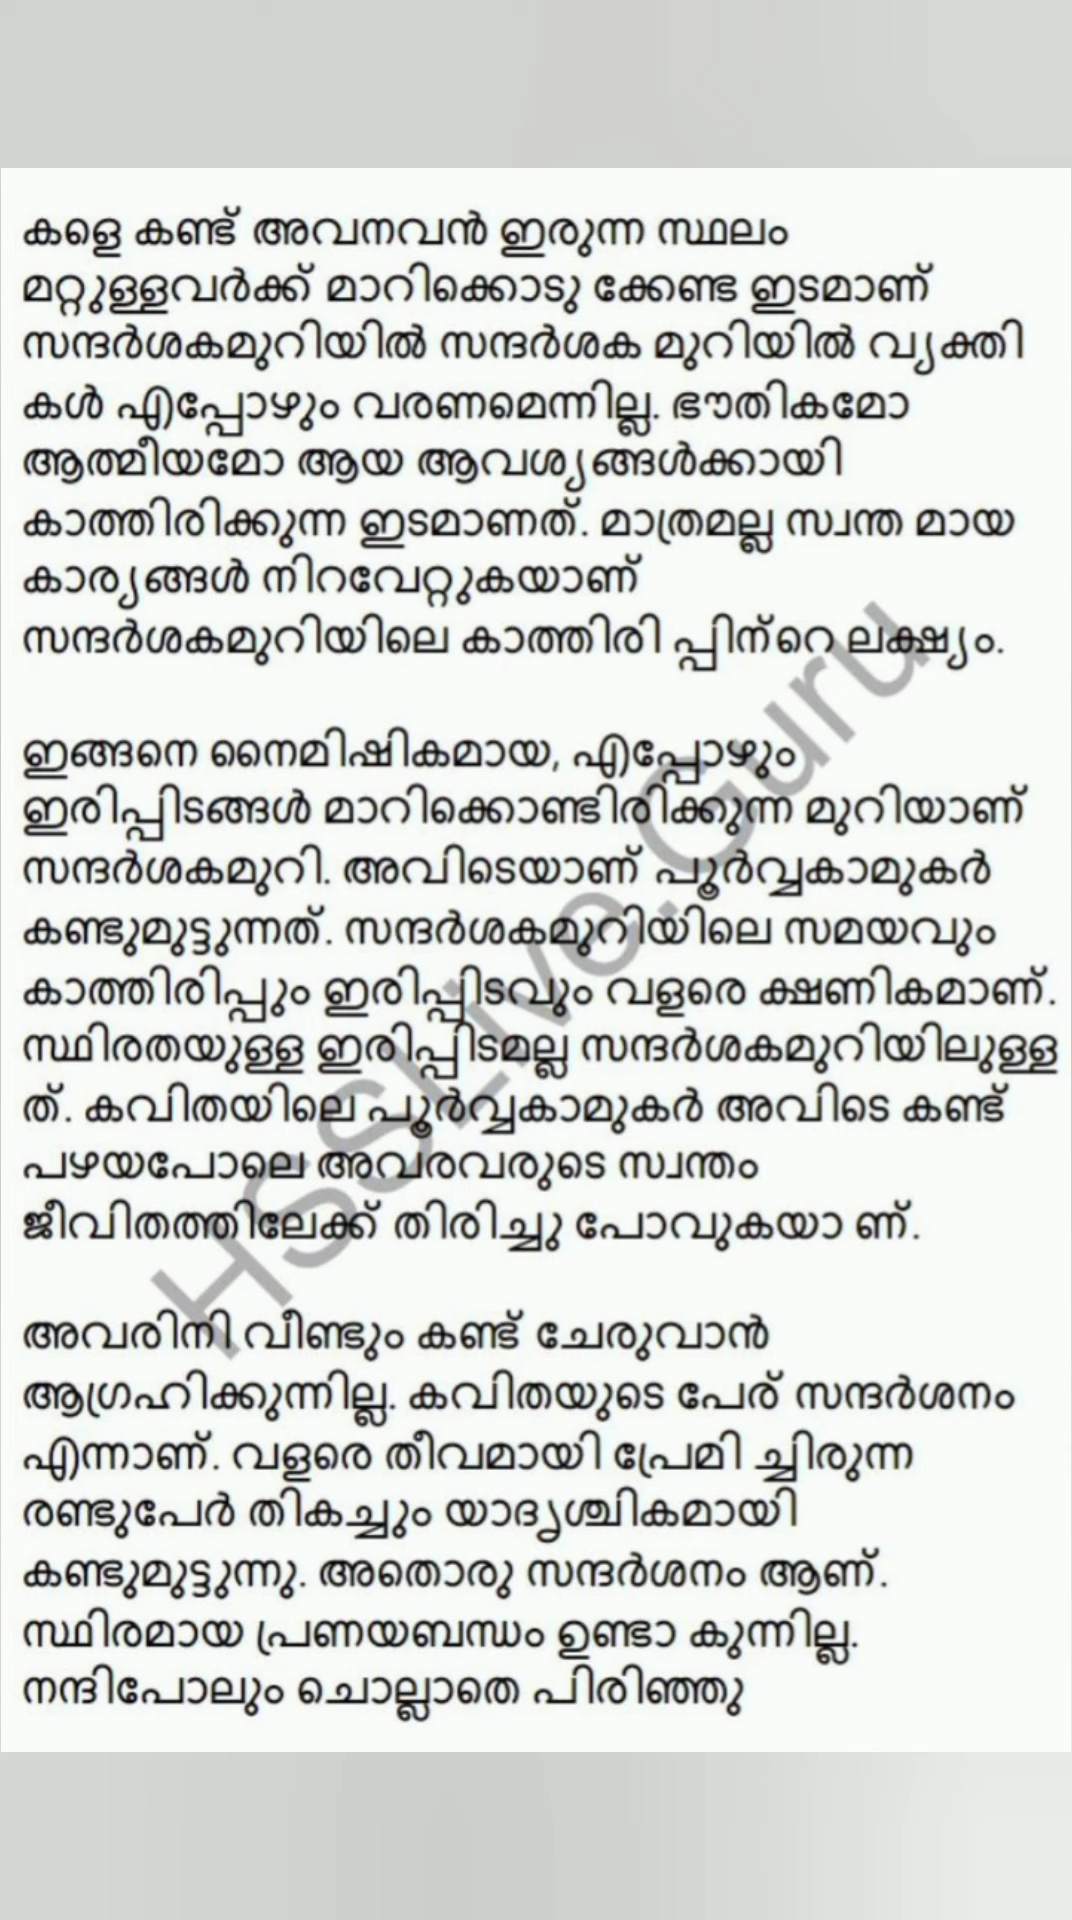 കളെ കണ്ട് അവനവൻ ഇരുന്ന സ്ഥലം
മറ്റുള്ളവർക്ക് മാറിക്കൊടു ക്കേണ്ട ഇടമാണ്
സന്ദർശകമുറിയിൽ സന്ദർശക മുറിയിൽ വ്യക്തി
കൾ എപ്പോഴും വരണമെന്നില്ല. ഭൗതികമോ
ആത്മീയമോ ആയ ആവശ്യങ്ങൾക്കായി
കാത്തിരിക്കുന്ന ഇടമാണത്. മാത്രമല്ല സ്വന്ത മായ
കാര്യങ്ങൾ നിറവേറ്റുകയാണ്
സന്ദർശകമുറിയിലെ കാത്തിരി പ്പിന്റെ ലക്ഷ്യം.
ഇങ്ങനെ നൈമിഷികമായ, എപ്പോഴും
ഇരിപ്പിടങ്ങൾ മാറിക്കൊണ്ടിരിക്കുന്ന മുറിയാണ്
സന്ദർശകമുറി. അവിടെയാണ് പൂർവ്വകാമുകർ
കണ്ടുമുട്ടുന്നത്. സന്ദർശകമുറിയിലെ സമയവും
കാത്തിരിപ്പും ഇരിപ്പിടവും വളരെ ക്ഷണികമാണ്.
സ്ഥിരതയുള്ള ഇരിപ്പിടമല്ല സന്ദർശകമുറിയിലുള്ള
ത്. കവിതയിലെ പൂർവ്വകാമുകർ അവിടെ കണ്ട്
പഴയപോലെ അവരവരുടെ സ്വന്തം
ജീവിതത്തിലേക്ക് തിരിച്ചു പോവുകയാ ണ്.
അവരിനി വീണ്ടും കണ്ട് ചേരുവാൻ
ആഗ്രഹിക്കുന്നില്ല. കവിതയുടെ പേര് സന്ദർശനം
എന്നാണ്. വളരെ തീവമായി പ്രേമി ച്ചിരുന്ന
രണ്ടുപേർ തികച്ചും യാദൃശ്ചികമായി
കണ്ടുമുട്ടുന്നു. അതൊരു സന്ദർശനം ആണ്.
സ്ഥിരമായ പ്രണയബന്ധം ഉണ്ടാ കുന്നില്ല.
നന്ദിപോലും ചൊല്ലാതെ പിരിഞ്ഞു
HSSLive.Guru